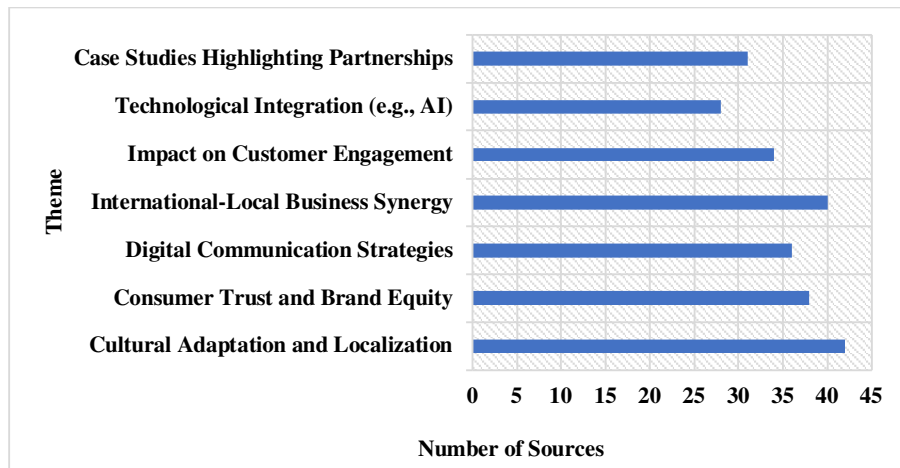 Case Studies Highlighting Partnerships
Technological Integration (e.g., AI)
Impact on Customer Engagement
International-Local Business Synergy
Digital Communication Strategies
Consumer Trust and Brand Equity
Cultural Adaptation and Localization
Theme
0 5 10 15 20 25 30 35 40 45
Number of Sources